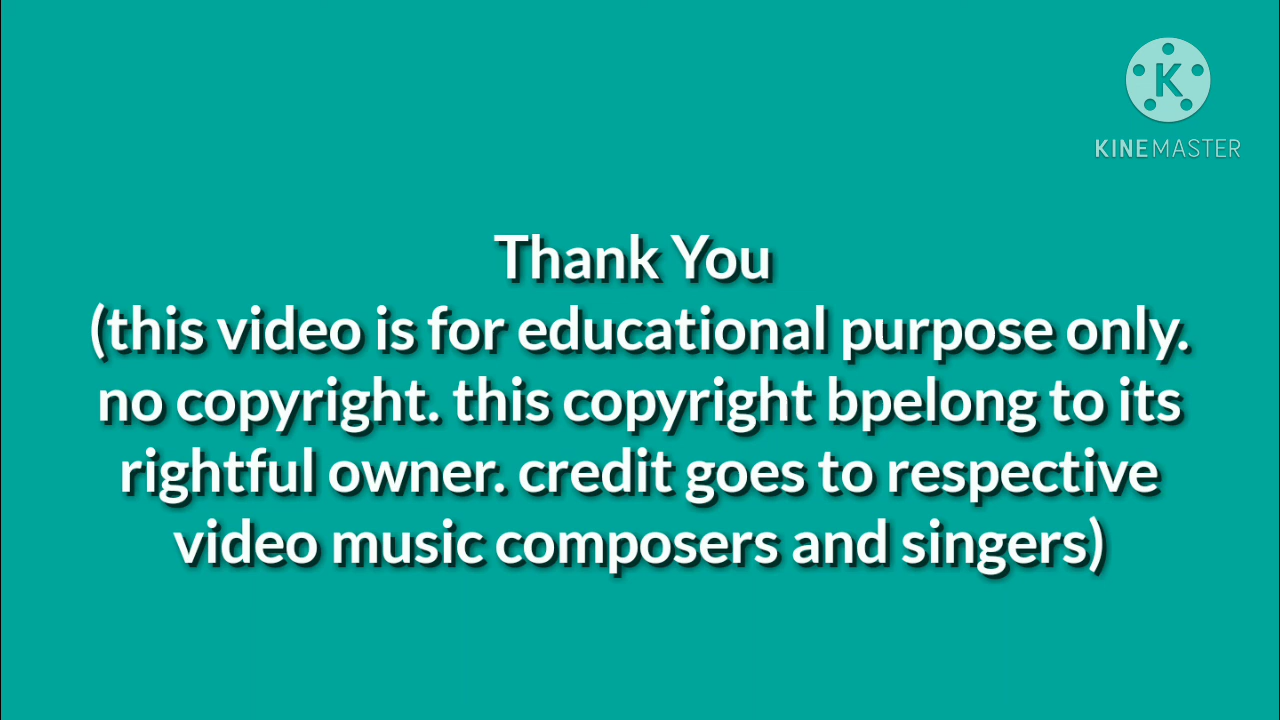 K
KINEMASTER
Thank You
(this video is for educational purpose only.
no copyright. this copyright bpelong to its
rightful owner. credit goes to respective
video music composers and singers)